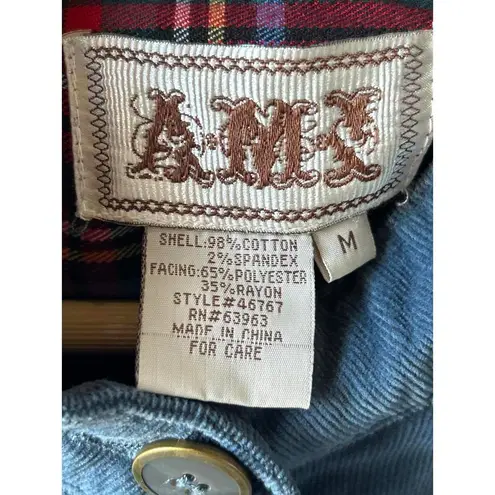 A·M·I
M
SHELL:98%COTTON
2%SPANDEX
FACING:65%POLYESTER
35%RAYON
STYLE#46767
RN#63963
MADE IN CHINA
FOR CARE